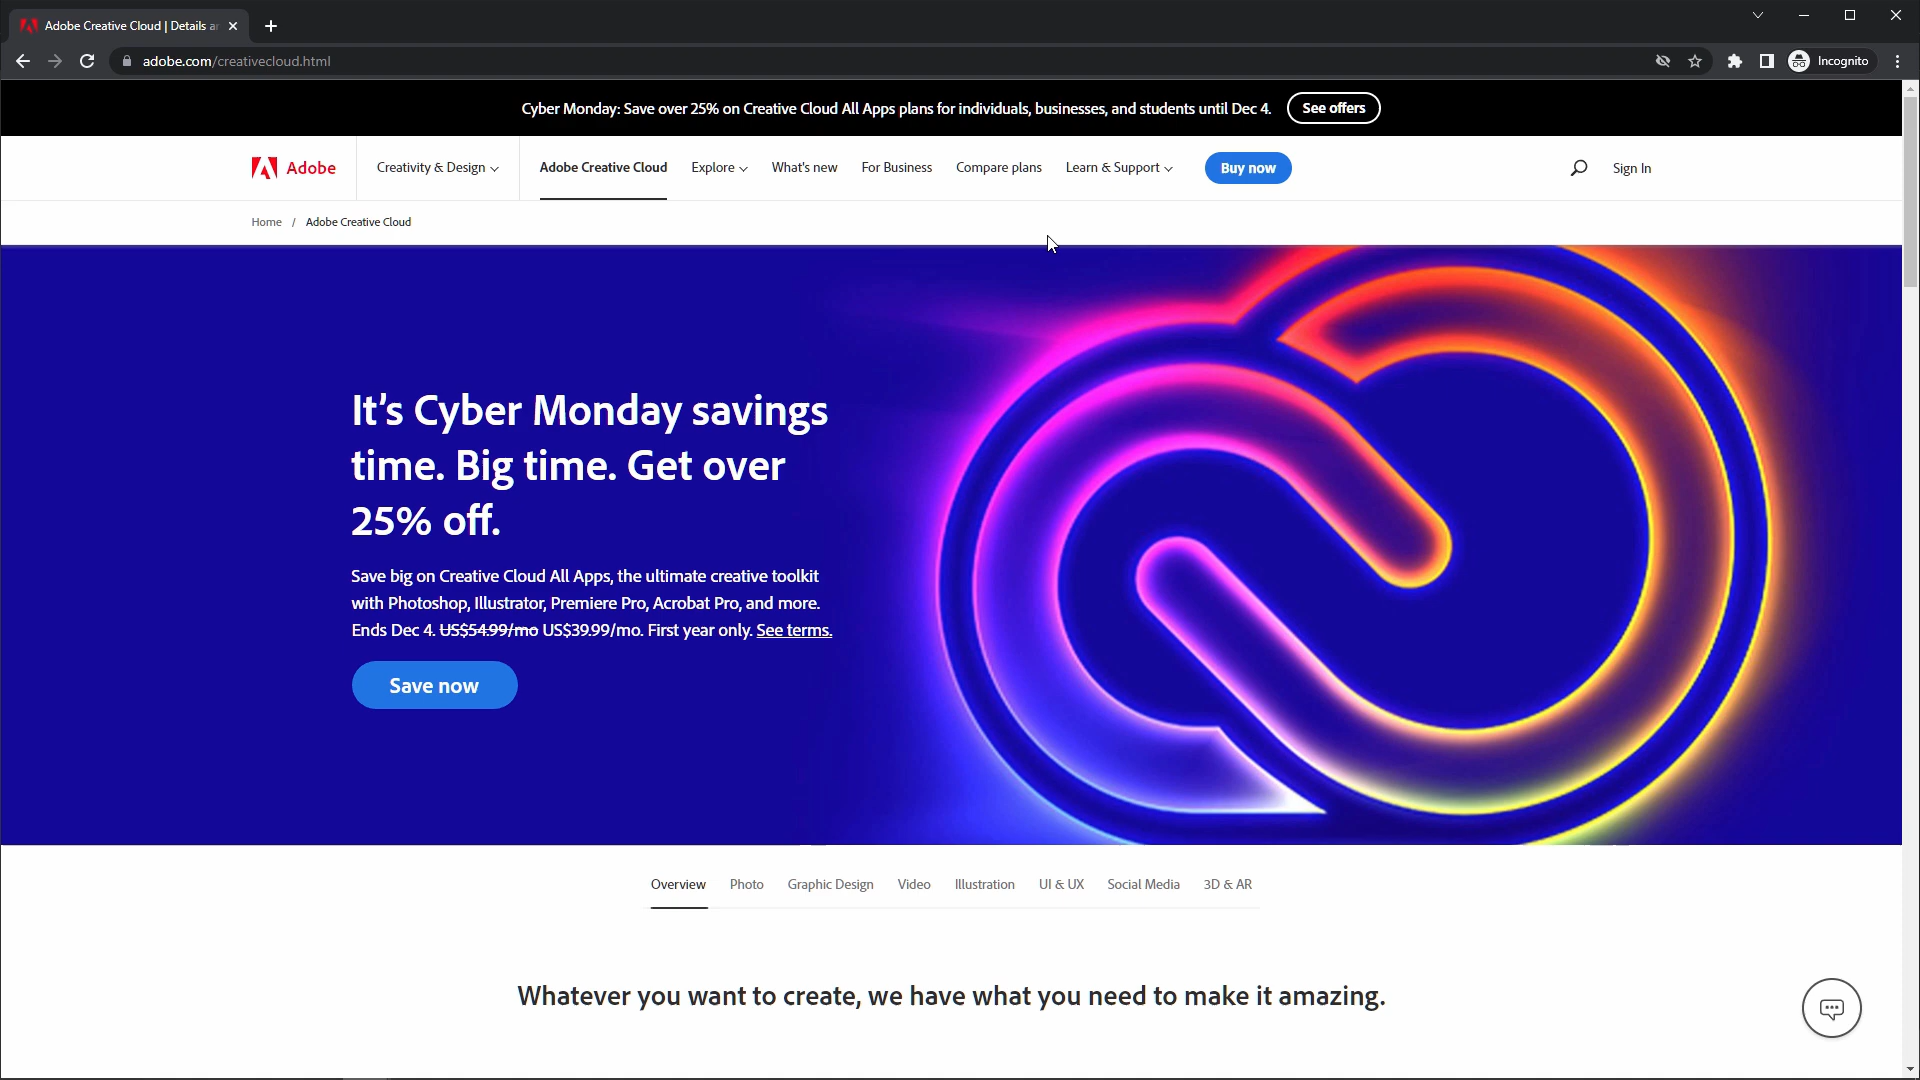 Adobe Creative Cloud | Details ar
adobe.com/creativecloud.html
Incognito
Cyber Monday: Save over 25% on Creative Cloud All Apps plans for individuals, businesses, and students until Dec 4. See offers
Adobe Creativity & Design Adobe Creative Cloud Explore What's new For Business Compare plans Learn & Support Buy now Sign In
Home / Adobe Creative Cloud
It’s Cyber Monday savings
time. Big time. Get over
25% off.
Save big on Creative Cloud All Apps, the ultimate creative toolkit
with Photoshop, Illustrator, Premiere Pro, Acrobat Pro, and more.
Ends Dec 4. US$54.99/mo US$39.99/mo. First year only. See terms.
Save now
Overview Photo Graphic Design Video Illustration UI & UX Social Media 3D & AR
Whatever you want to create, we have what you need to make it amazing.